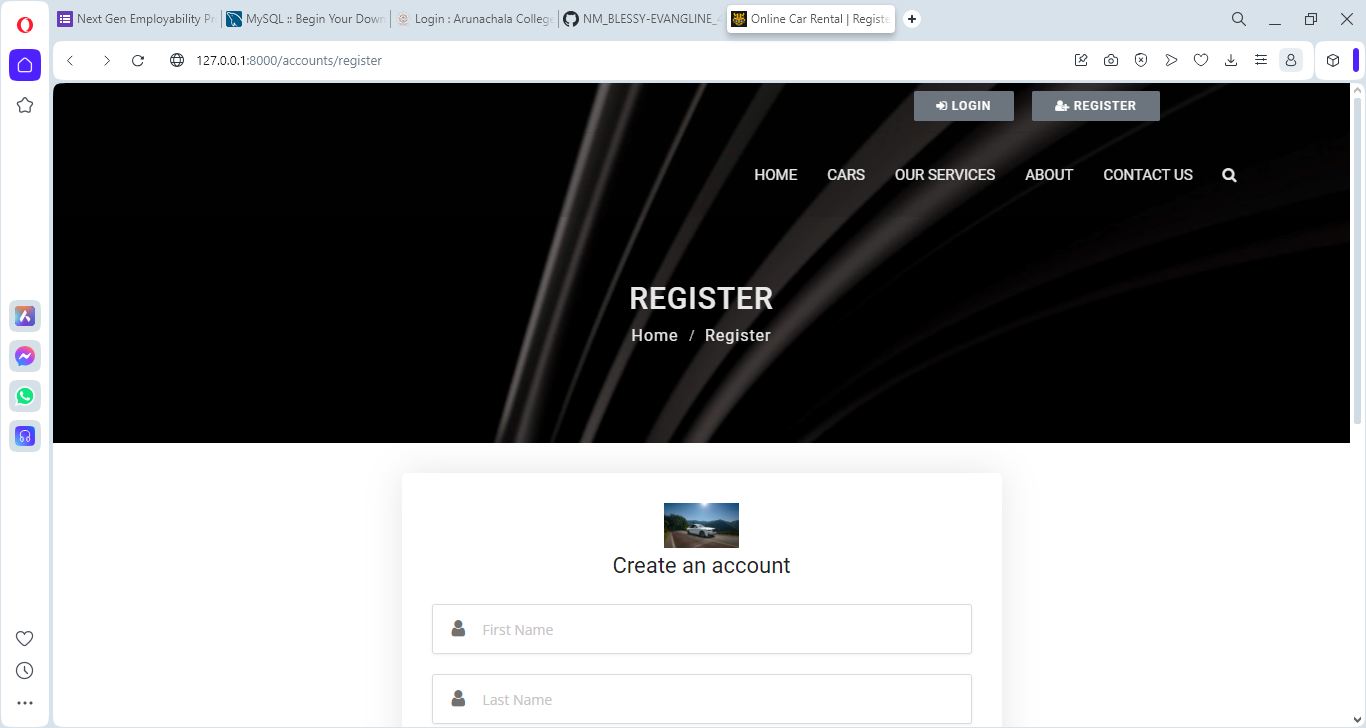 Next Gen Employability Pr
MySQL :: Begin Your Down
Login : Arunachala College
NM_BLESSY-EVANGLINE_4
Online Car Rental | Registe
127.0.0.1:8000/accounts/register
LOGIN
REGISTER
HOME CARS OUR SERVICES ABOUT CONTACT US
REGISTER
Home / Register
Create an account
First Name
Last Name